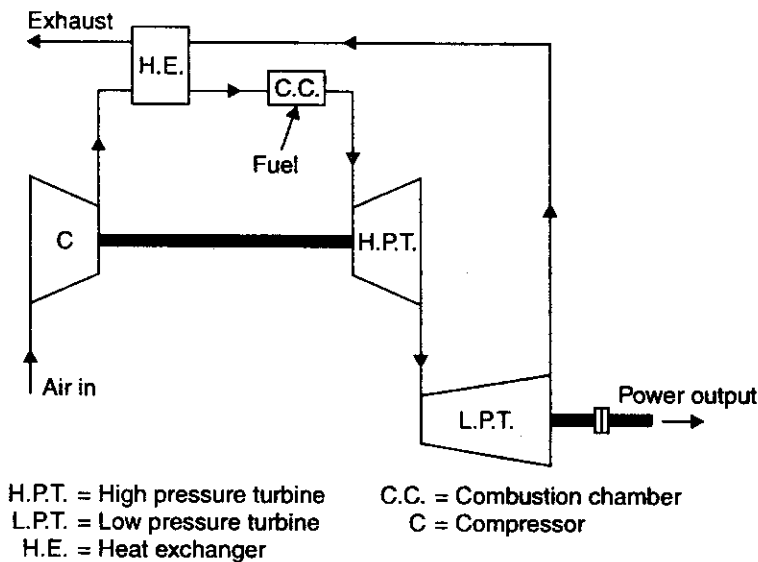 Exhaust
H.E.
C.C.
Fuel
C
H.P.T.
Air in
L.P.T.
Power output
H.P.T. = High pressure turbine
L.P.T. = Low pressure turbine
H.E. = Heat exchanger
C.C. = Combustion chamber
C = Compressor